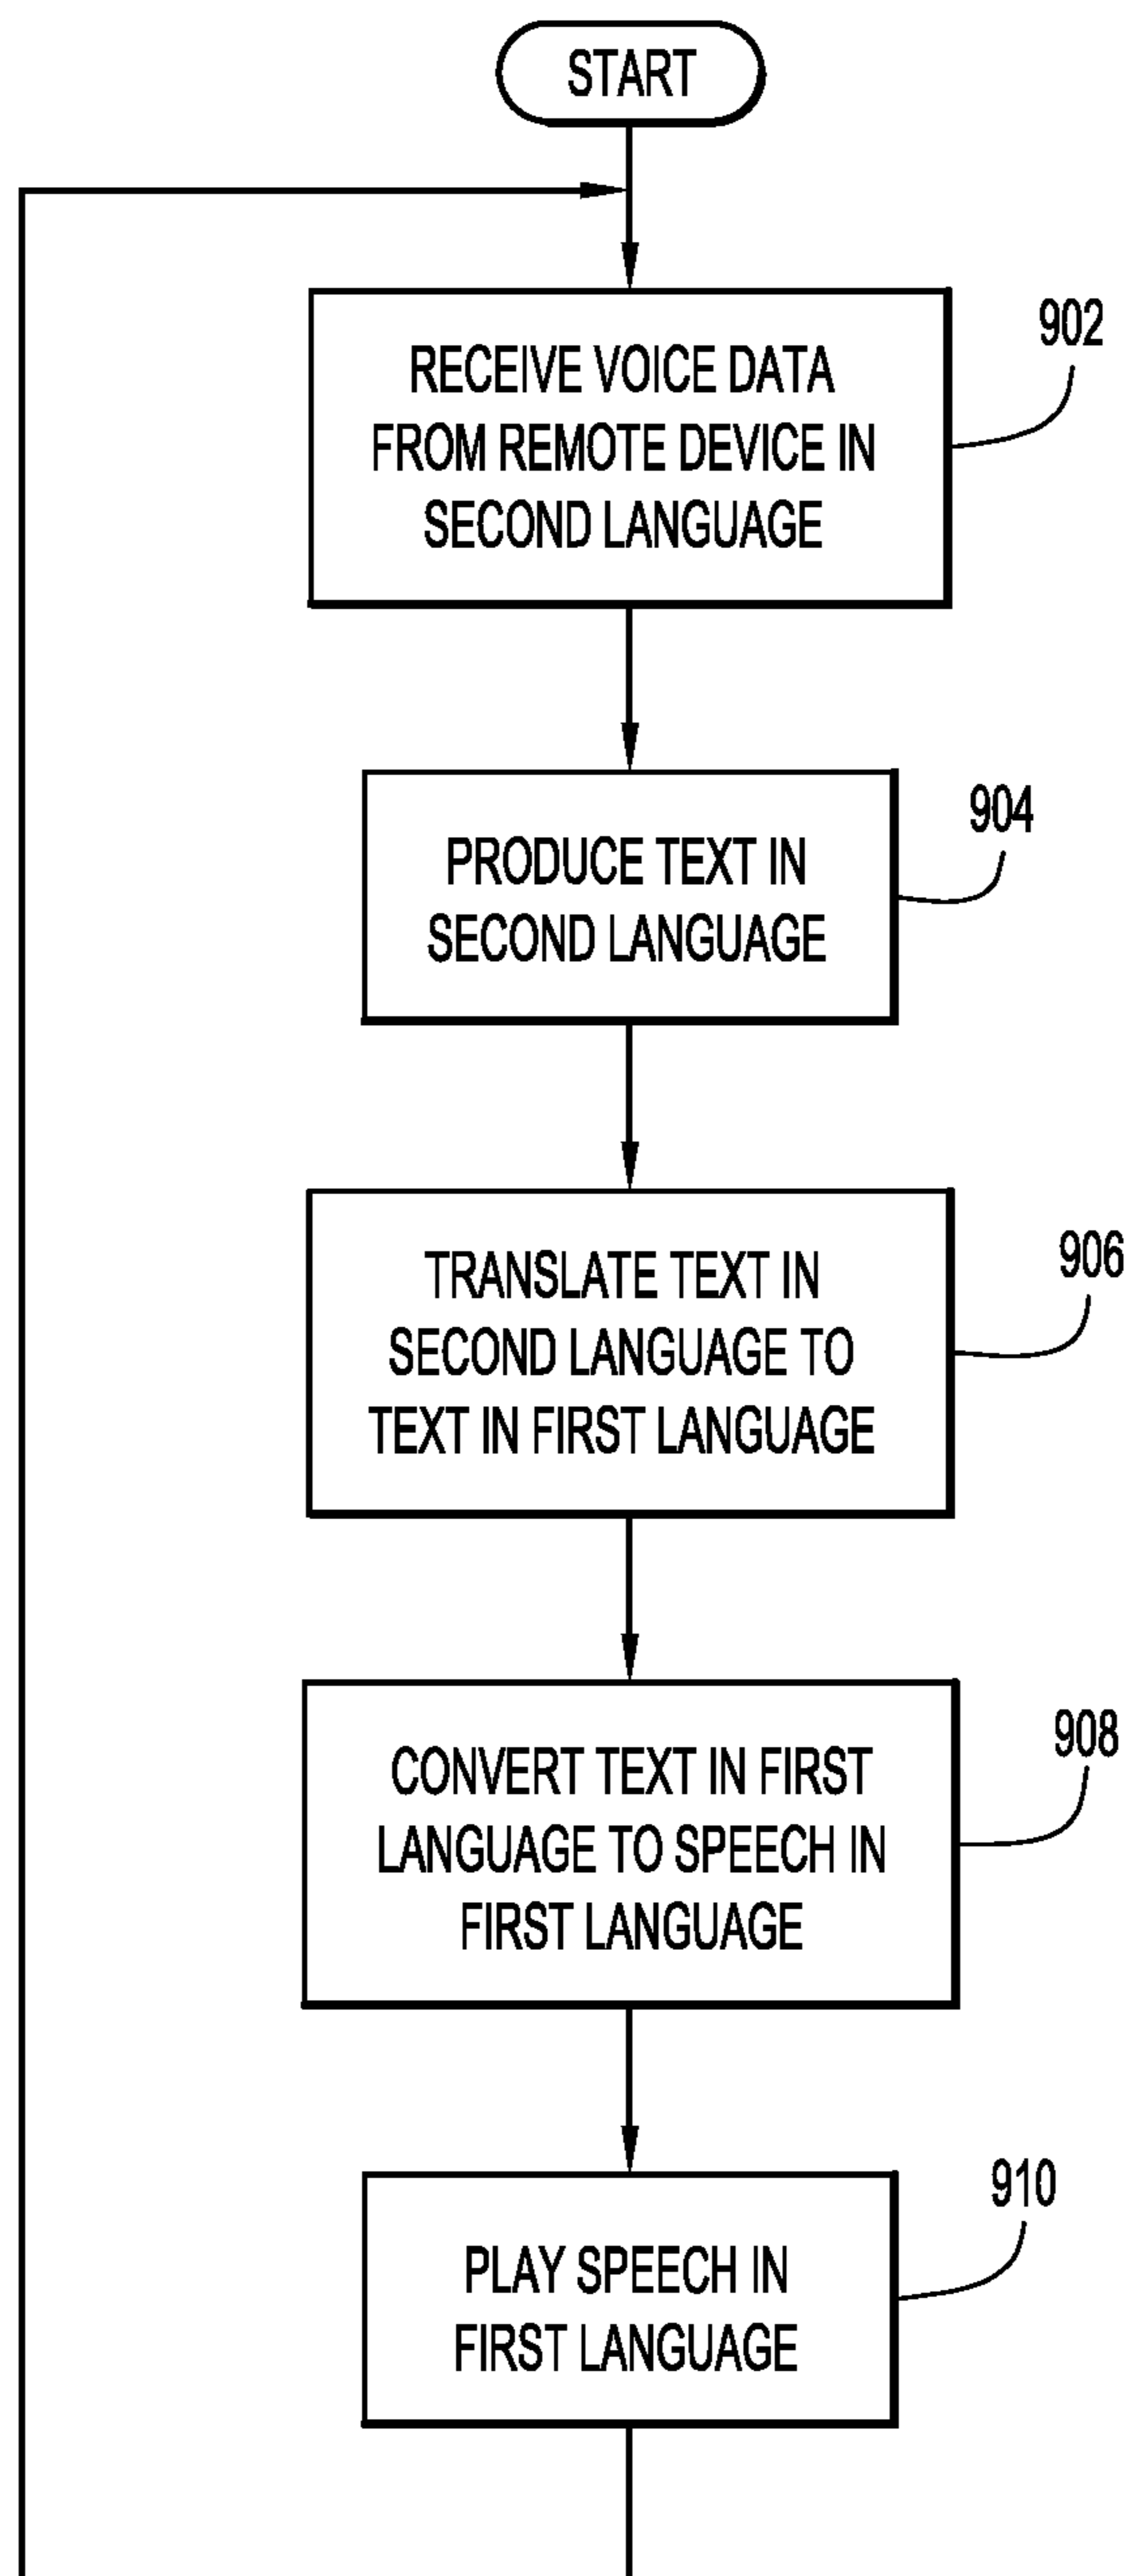 START
RECEIVE VOICE DATA
FROM REMOTE DEVICE IN
SECOND LANGUAGE
902
PRODUCE TEXT IN
SECOND LANGUAGE
904
TRANSLATE TEXT IN
SECOND LANGUAGE TO
TEXT IN FIRST LANGUAGE
906
CONVERT TEXT IN FIRST
LANGUAGE TO SPEECH IN
FIRST LANGUAGE
908
PLAY SPEECH IN
FIRST LANGUAGE
910